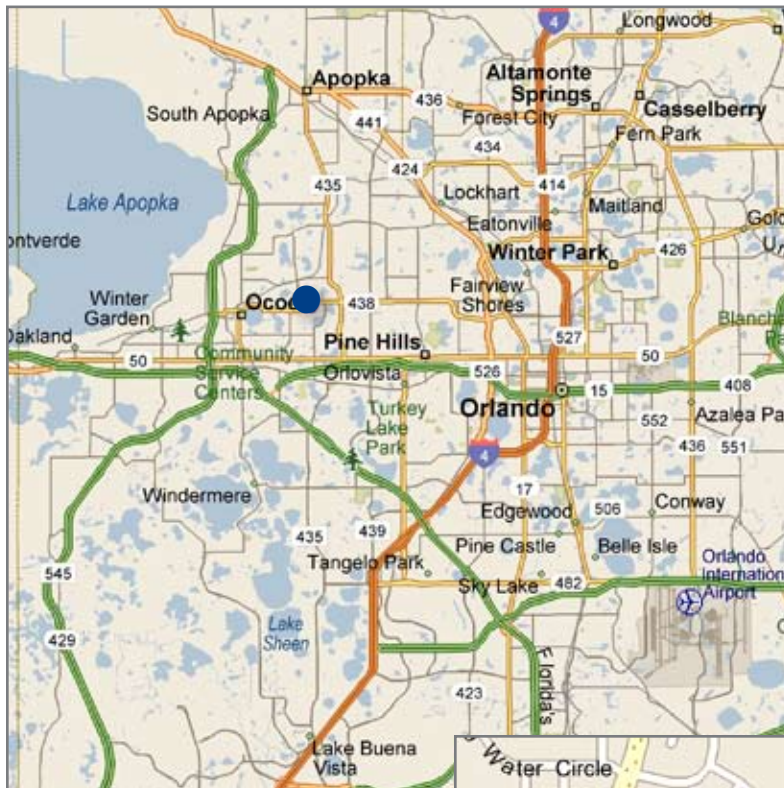 4
Longwood
Apopka
Altamonte
Springs
436
South Apopka
441
Forest City
Casselberry
Fern Park
434
424
435
414
Lockhart
Maitland
Lake Apopka
Eatonville
Winter Park
426
Fairview
Shores
Winter
Garden
438
Oakland
527
Pine Hills
50
50
Community
Service
Centers
Orlovista
526
408
15
Orlando
Turkey
Lake
Park
552
436
551
4
Windermere
17
Conway
506
Edgewood
435
439
Pine Castle
Belle Isle
Orlando
Internation
Airport
Tangelo Park
545
Sky Lake
482
Lake
Sheen
429
Florida's
423
Lake Buena
Vista
Water Circle